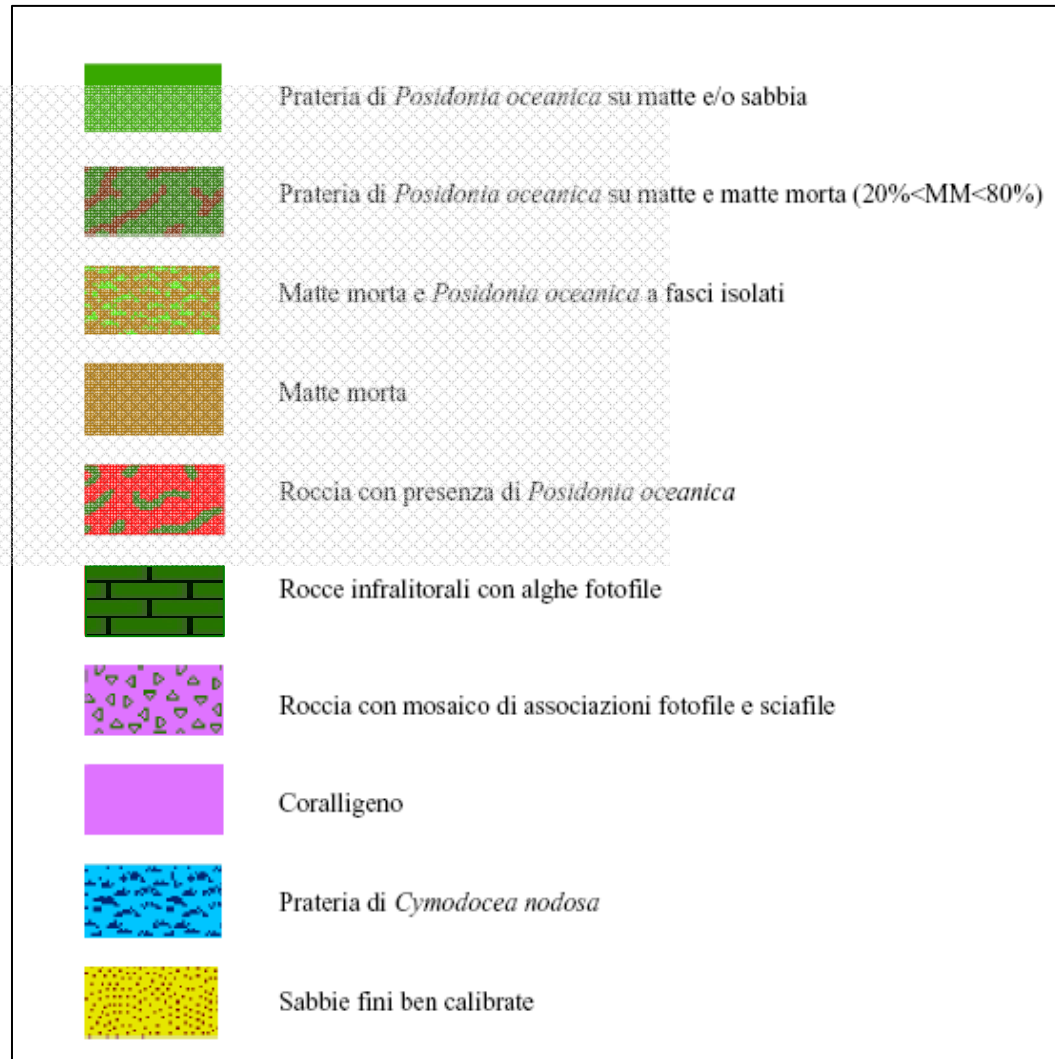 Prateria di Posidonia oceanica su matte e/o sabbia
Prateria di Posidonia oceanica su matte e matte morta (20%<MM<80%)
Matte morta e Posidonia oceanica a fasci isolati
Matte morta
Roccia con presenza di Posidonia oceanica
Rocce infralitorali con alghe fotofile
Roccia con mosaico di associazioni fotofile e sciafile
Coralligeno
Prateria di Cymodocea nodosa
Sabbie fini ben calibrate